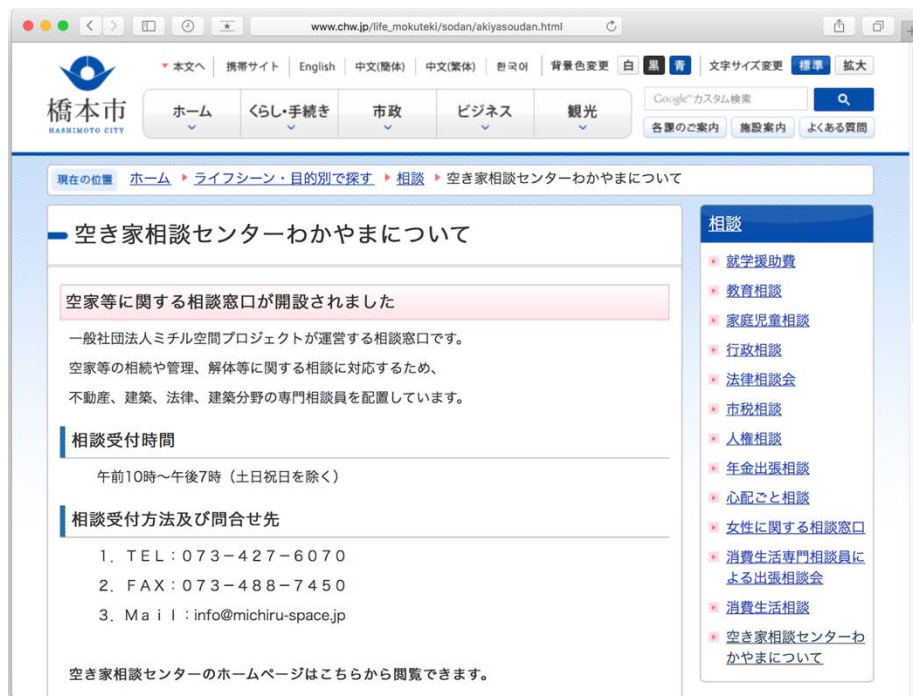 www.chw.jp/life_mokuteki/sodan/akiyasoudan.html
本文へ 携帯サイト English 中文(簡体) 中文(繁体) 한국어 背景色変更 白 黒 青 文字サイズ変更 標準 拡大
橋本市
HASHIMOTO CITY
ホーム くらし・手続き 市政 ビジネス 観光
Google™カスタム検索
各課のご案内 施設案内 よくある質問
現在の位置 ホーム ライフシーン・目的別で探す 相談 空き家相談センターわかやまについて
空き家相談センターわかやまについて
空家等に関する相談窓口が開設されました
一般社団法人ミチル空間プロジェクトが運営する相談窓口です。
空家等の相続や管理、解体等に関する相談に対応するため、
不動産、建築、法律、建築分野の専門相談員を配置しています。
相談受付時間
午前10時〜午後7時（土日祝日を除く）
相談受付方法及び問合せ先
1．ＴＥＬ：０７３－４２７－６０７０
2．ＦＡＸ：０７３－４８８－７４５０
3．Ｍａｉｌ：info@michiru-space.jp
空き家相談センターのホームページはこちらから閲覧できます。
相談
就学援助費
教育相談
家庭児童相談
行政相談
法律相談会
市税相談
人権相談
年金出張相談
心配ごと相談
女性に関する相談窓口
消費生活専門相談員に
よる出張相談会
消費生活相談
空き家相談センターわ
かやまについて